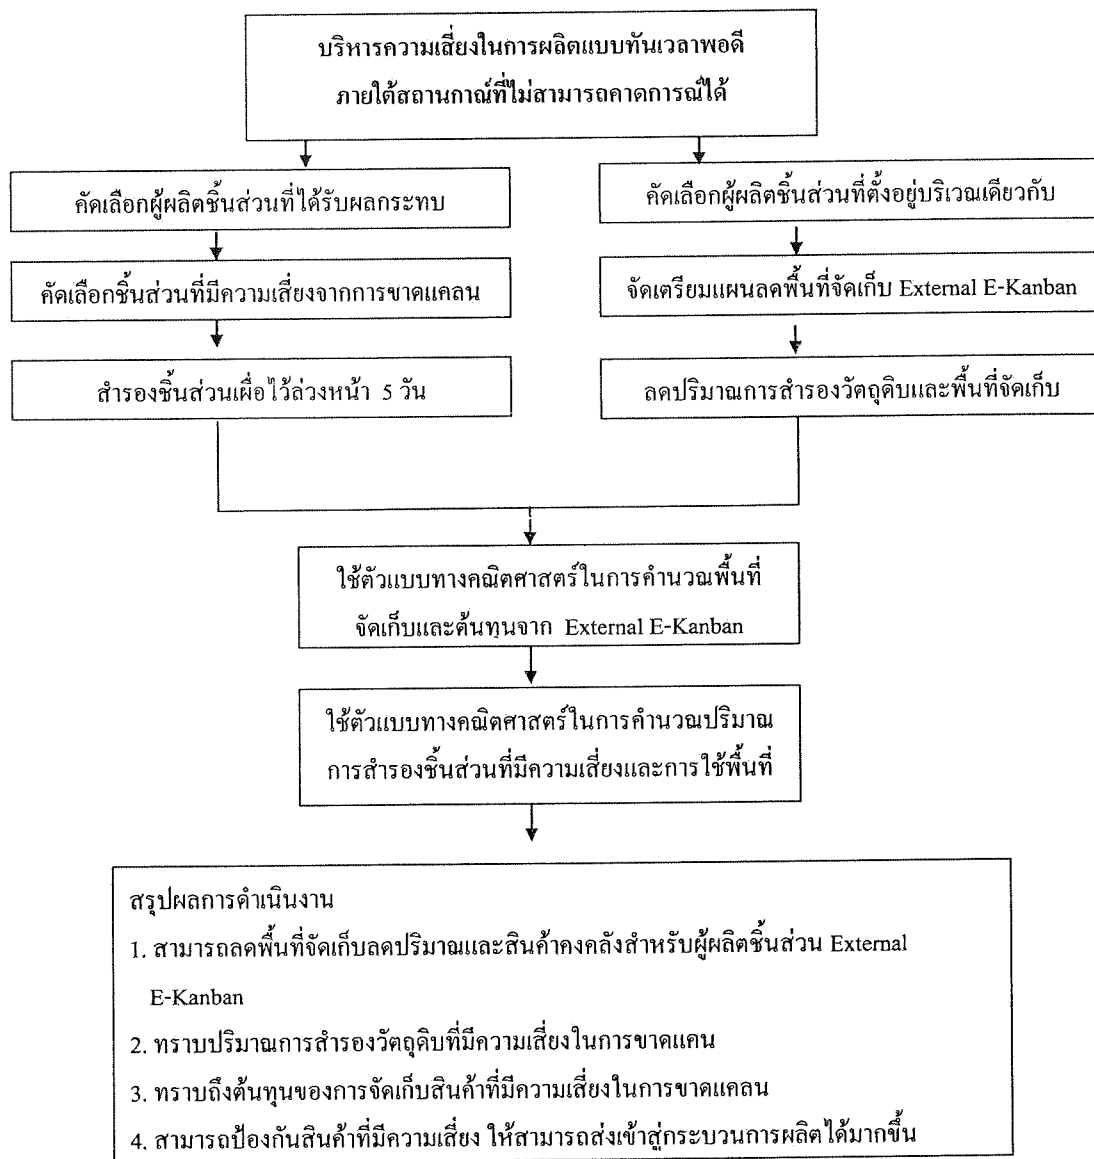 บริหารความเสี่ยงในการผลิตแบบทันเวลาพอดี
ภายใต้สถานกาณ์ที่ไม่สามารถคาดการณ์ได้
คัดเลือกผู้ผลิตชิ้นส่วนที่ได้รับผลกระทบ
คัดเลือกชิ้นส่วนที่มีความเสี่ยงจากการขาดแคลน
สำรองชิ้นส่วนเผื่อไว้ล่วงหน้า 5 วัน
คัดเลือกผู้ผลิตชิ้นส่วนที่ตั้งอยู่บริเวณเดียวกับ
จัดเตรียมแผนลดพื้นที่จัดเก็บ External E-Kanban
ลดปริมาณการสำรองวัตถุดิบและพื้นที่จัดเก็บ
ใช้ตัวแบบทางคณิตศาสตร์ในการคำนวณพื้นที่
จัดเก็บและต้นทุนจาก External E-Kanban
ใช้ตัวแบบทางคณิตศาสตร์ในการคำนวณปริมาณ
การสำรองชิ้นส่วนที่มีความเสี่ยงและการใช้พื้นที่
สรุปผลการดำเนินงาน
1. สามารถลดพื้นที่จัดเก็บลดปริมาณและสินค้าคงคลังสำหรับผู้ผลิตชิ้นส่วน External
E-Kanban
2. ทราบปริมาณการสำรองวัตถุดิบที่มีความเสี่ยงในการขาดแคน
3. ทราบถึงต้นทุนของการจัดเก็บสินค้าที่มีความเสี่ยงในการขาดแคลน
4. สามารถป้องกันสินค้าที่มีความเสี่ยง ให้สามารถส่งเข้าสู่กระบวนการผลิตได้มากขึ้น